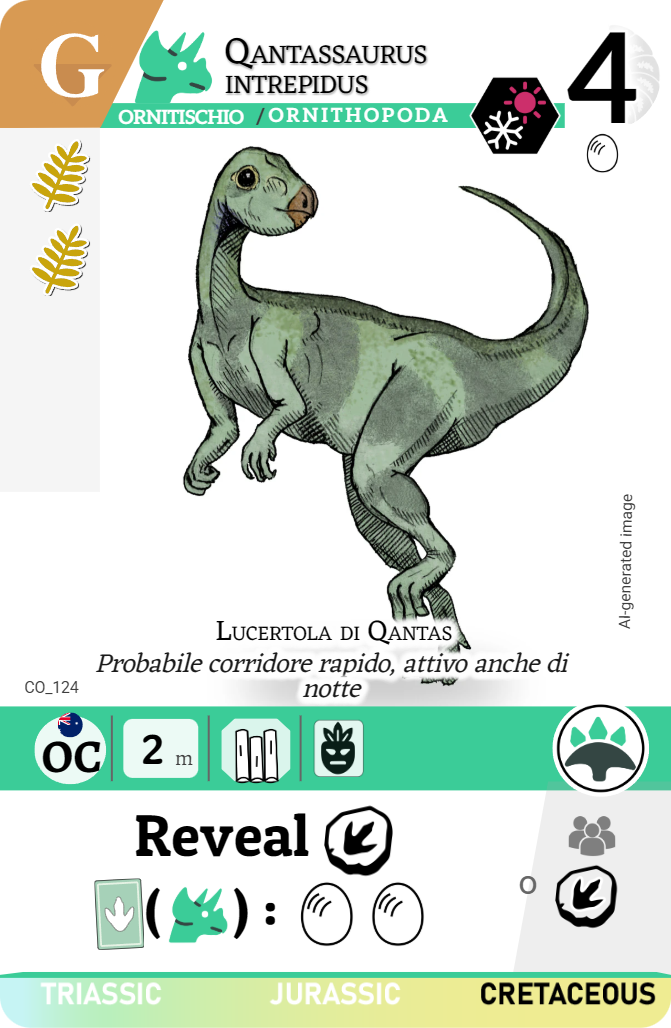 G
QANTASSAURUS
INTREPIDUS
4
ORNITISCHIO / ORNITHOPODA
AI-generated image
LUCERTOLA DI QANTAS
Probabile corridore rapido, attivo anche di
notte
CO_124
OC
2 m
Reveal
( ) :
O
TRIASSIC JURASSIC CRETACEOUS